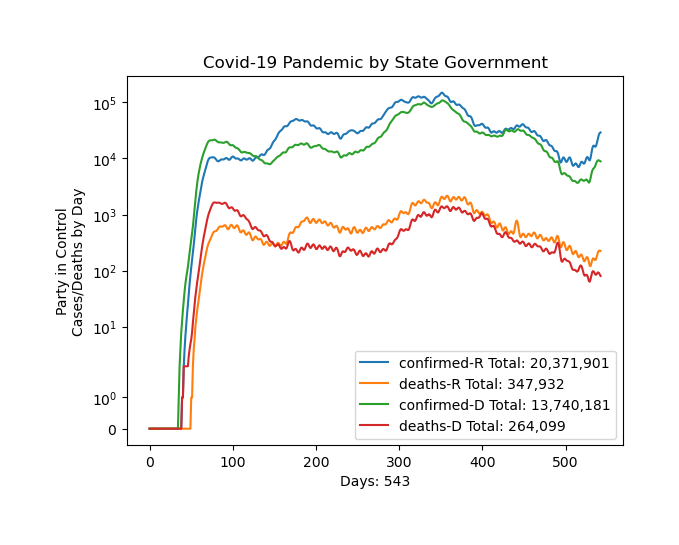 Covid-19 Pandemic by State Government
Party in Control
Cases/Deaths by Day
10^5
10^4
10^3
10^2
10^1
10^0
0
confirmed-R Total: 20,371,901
deaths-R Total: 347,932
confirmed-D Total: 13,740,181
deaths-D Total: 264,099
0 100 200 300 400 500
Days: 543